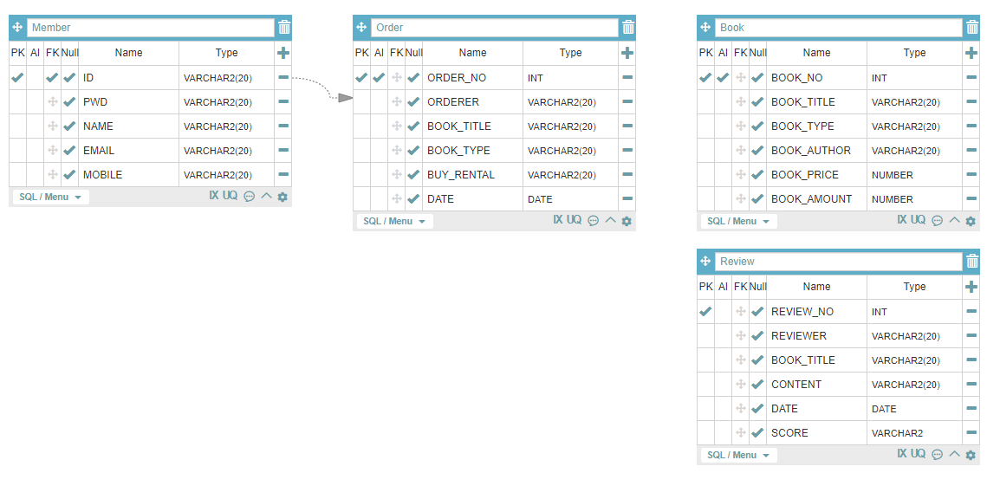 Member
PK AI FK Null Name Type
ID VARCHAR2(20)
PWD VARCHAR2(20)
NAME VARCHAR2(20)
EMAIL VARCHAR2(20)
MOBILE VARCHAR2(20)
SQL / Menu IX UQ
Order
PK AI FK Null Name Type
ORDER_NO INT
ORDERER VARCHAR2(20)
BOOK_TITLE VARCHAR2(20)
BOOK_TYPE VARCHAR2(20)
BUY_RENTAL VARCHAR2(20)
DATE DATE
SQL / Menu IX UQ
Book
PK AI FK Null Name Type
BOOK_NO INT
BOOK_TITLE VARCHAR2(20)
BOOK_TYPE VARCHAR2(20)
BOOK_AUTHOR VARCHAR2(20)
BOOK_PRICE NUMBER
BOOK_AMOUNT NUMBER
SQL / Menu IX UQ
Review
PK AI FK Null Name Type
REVIEW_NO INT
REVIEWER VARCHAR2(20)
BOOK_TITLE VARCHAR2(20)
CONTENT VARCHAR2(20)
DATE DATE
SCORE VARCHAR2
SQL / Menu IX UQ